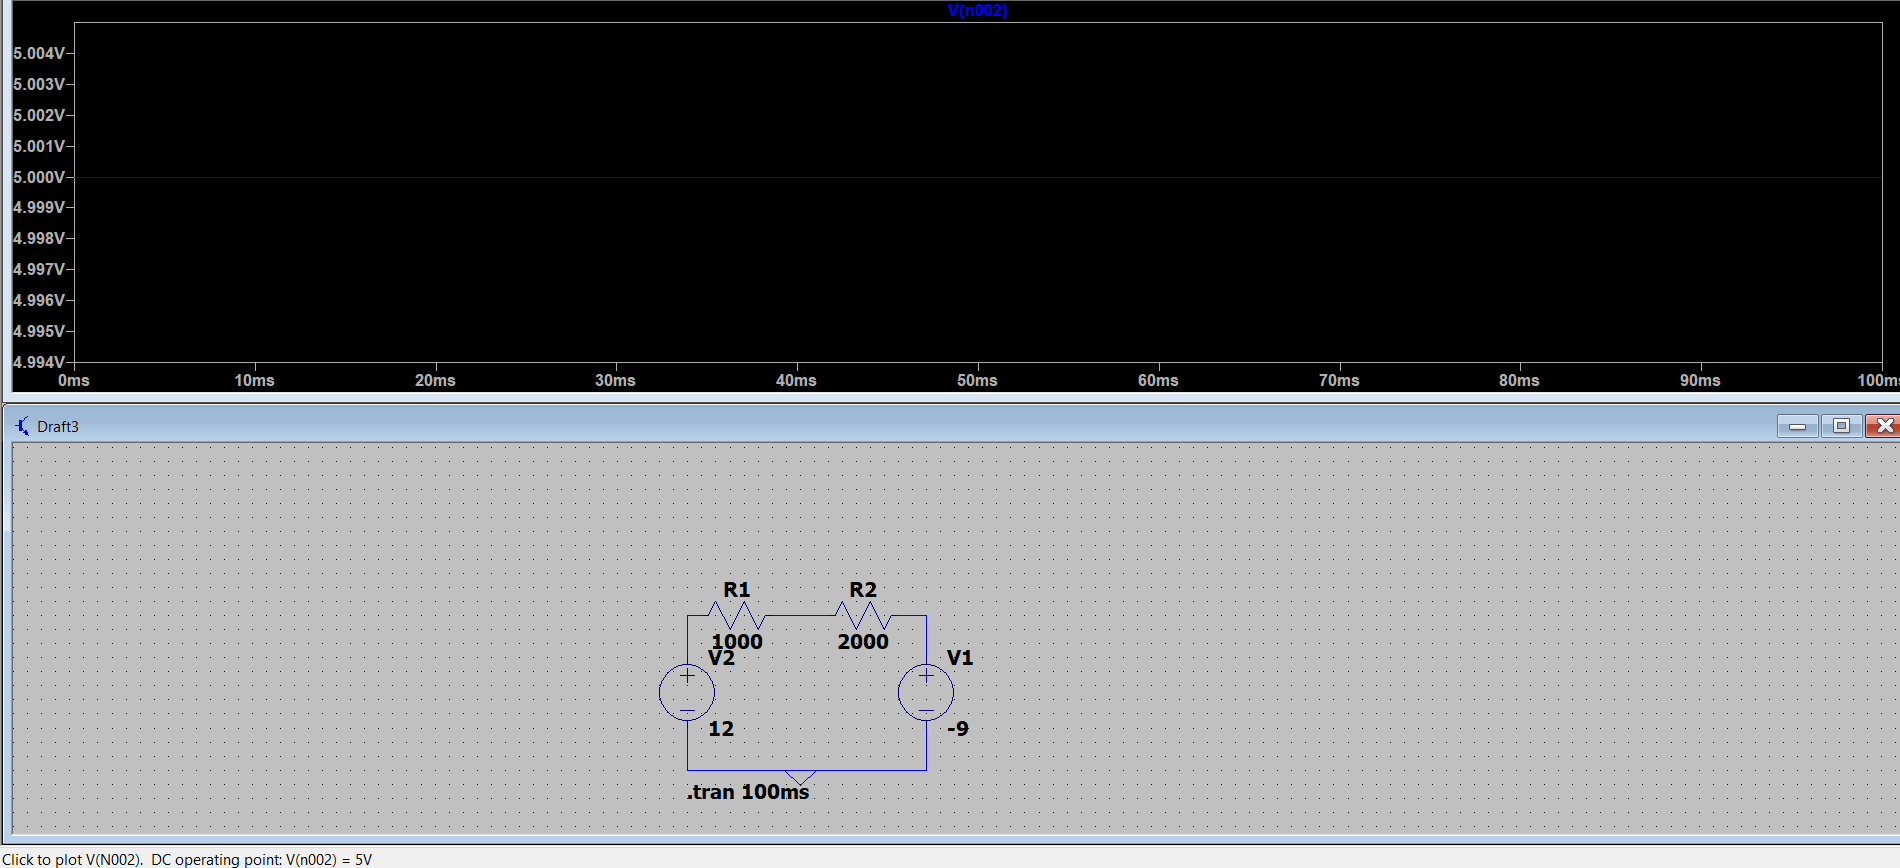 V(n002)
5.004V
5.003V
5.002V
5.001V
5.000V
4.999V
4.998V
4.997V
4.996V
4.995V
4.994V
0ms 10ms 20ms 30ms 40ms 50ms 60ms 70ms 80ms 90ms 100ms
Draft3
R1 R2
1000 2000
V2 V1
+ +
12 -9
.tran 100ms
Click to plot V(N002). DC operating point: V(n002) = 5V